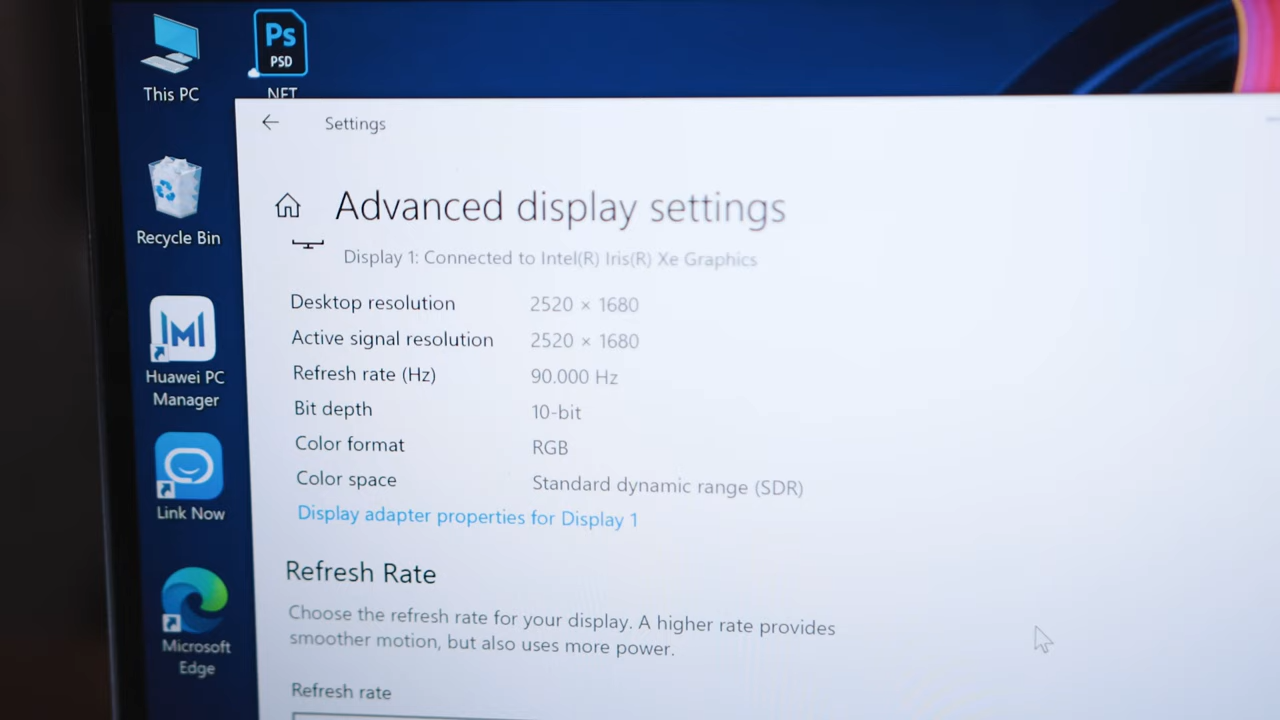 Ps
PSD
This PC
NFT
Recycle Bin
Huawei PC
Manager
Link Now
Microsoft
Edge
Settings
Advanced display settings
Display 1: Connected to Intel(R) Iris(R) Xe Graphics
Desktop resolution 2520 × 1680
Active signal resolution 2520 × 1680
Refresh rate (Hz) 90.000 Hz
Bit depth 10-bit
Color format RGB
Color space Standard dynamic range (SDR)
Display adapter properties for Display 1
Refresh Rate
Choose the refresh rate for your display. A higher rate provides
smoother motion, but also uses more power.
Refresh rate